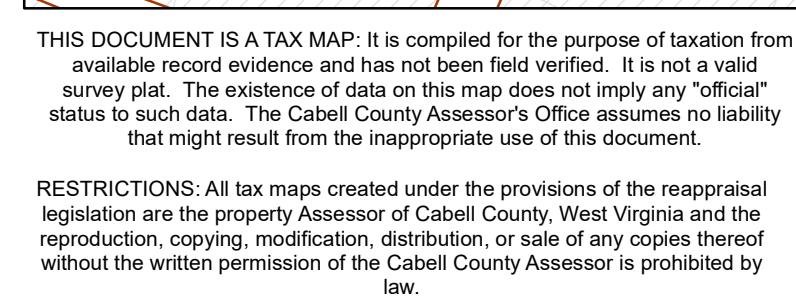 THIS DOCUMENT IS A TAX MAP: It is compiled for the purpose of taxation from
available record evidence and has not been field verified.  It is not a valid
survey plat.  The existence of data on this map does not imply any "official"
status to such data.  The Cabell County Assessor's Office assumes no liability
that might result from the inappropriate use of this document.
RESTRICTIONS: All tax maps created under the provisions of the reappraisal
legislation are the property Assessor of Cabell County, West Virginia and the
reproduction, copying, modification, distribution, or sale of any copies thereof
without the written permission of the Cabell County Assessor is prohibited by
law.